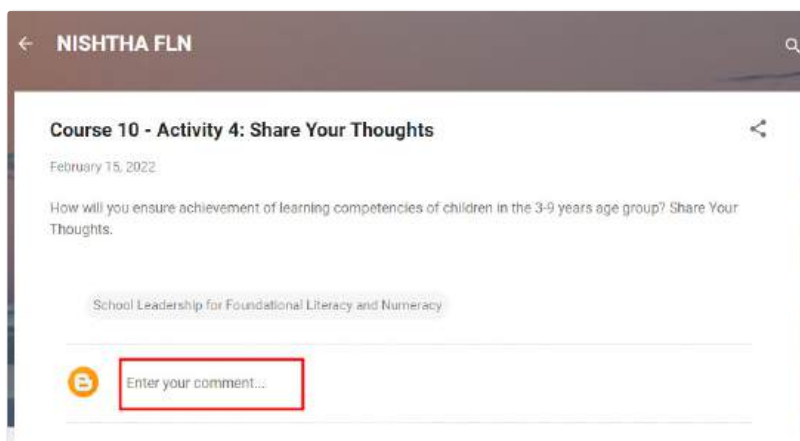 NISHTHA FLN
Course 10 - Activity 4: Share Your Thoughts
February 15, 2022
How will you ensure achievement of learning competencies of children in the 3-9 years age group? Share Your
Thoughts.
School Leadership for Foundational Literacy and Numeracy
Enter your comment...